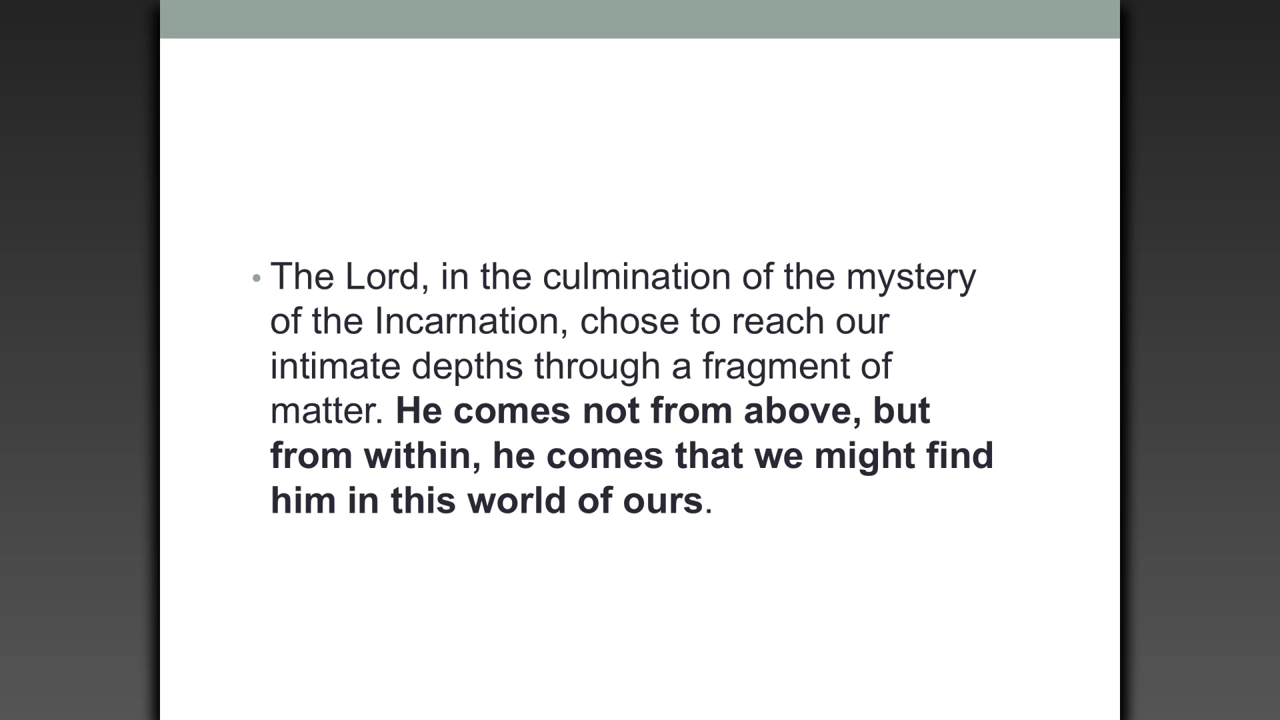 • The Lord, in the culmination of the mystery
of the Incarnation, chose to reach our
intimate depths through a fragment of
matter. He comes not from above, but
from within, he comes that we might find
him in this world of ours.